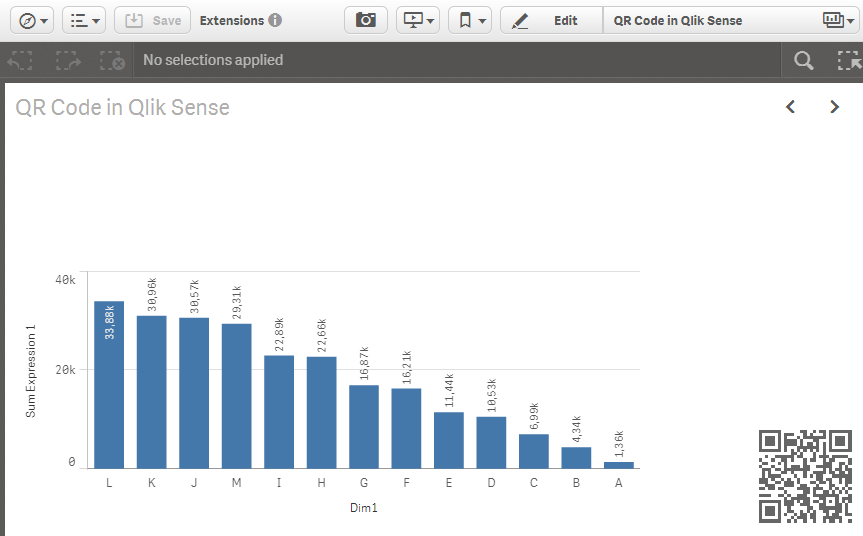 Save
Extensions
Edit
QR Code in Qlik Sense
No selections applied
QR Code in Qlik Sense
40k
20k
0
Sum Expression 1
33,88k
30,96k
30,57k
29,31k
22,89k
22,66k
16,87k
16,21k
11,44k
10,53k
6,99k
4,34k
1,36k
L K J M I H G F E D C B A
Dim1